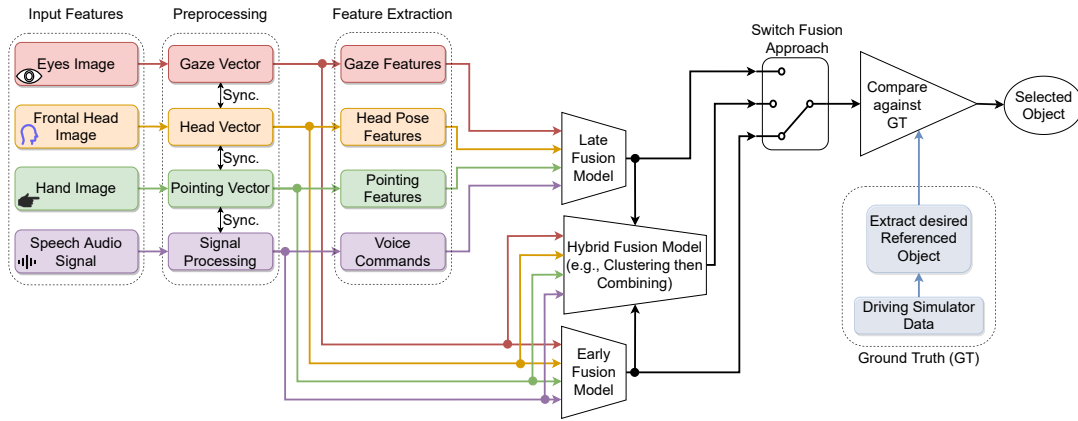 Input Features
Preprocessing
Feature Extraction
Eyes Image
Gaze Vector
Gaze Features
Sync.
Frontal Head
Image
Head Vector
Head Pose
Features
Sync.
Hand Image
Pointing Vector
Pointing
Features
Sync.
Speech Audio
Signal
Signal
Processing
Voice
Commands
Late
Fusion
Model
Hybrid Fusion Model
(e.g., Clustering then
Combining)
Early
Fusion
Model
Switch Fusion
Approach
Compare
against
GT
Selected
Object
Extract desired
Referenced
Object
Driving Simulator
Data
Ground Truth (GT)